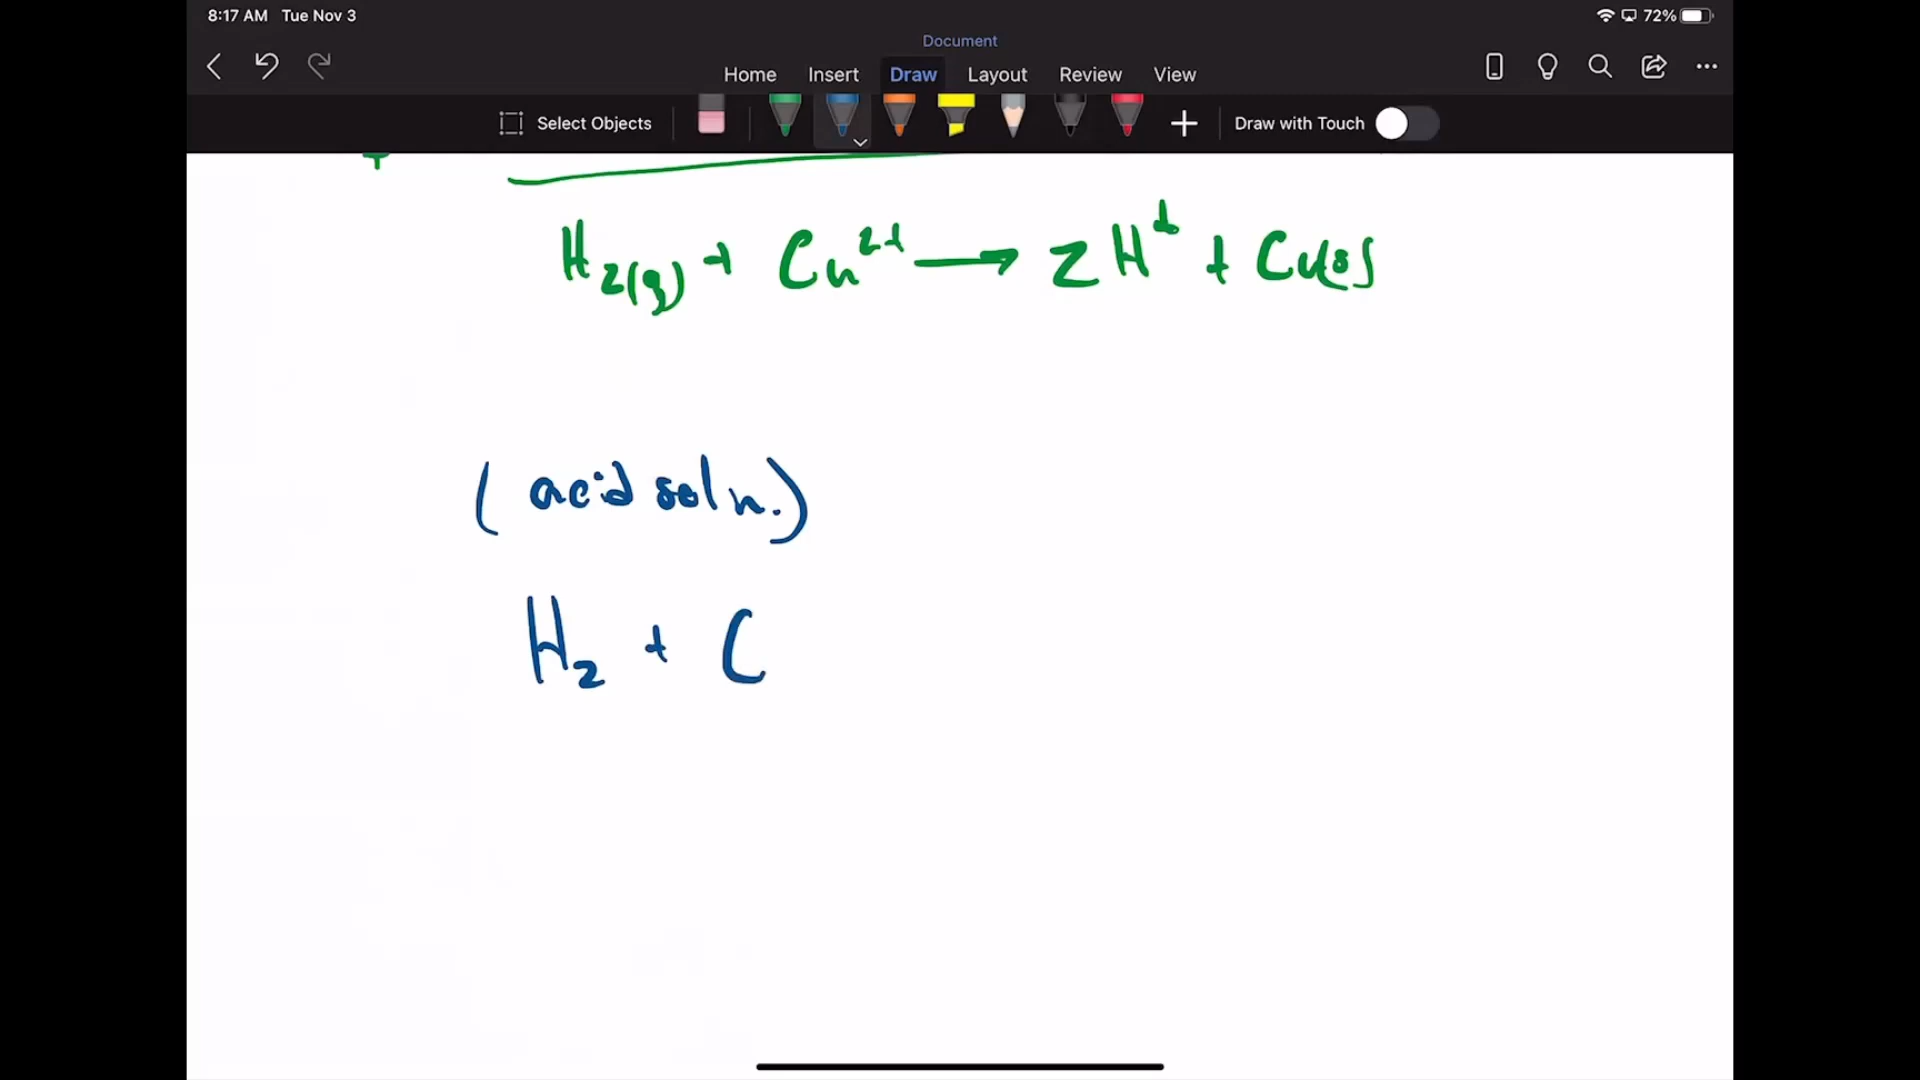 8:17 AM Tue Nov 3 72%
Document
Home Insert Draw Layout Review View
Select Objects Draw with Touch
H₂(g) + Cu²⁺ → 2H⁺ + Cu(s)
(acid soln.)
H₂ + C